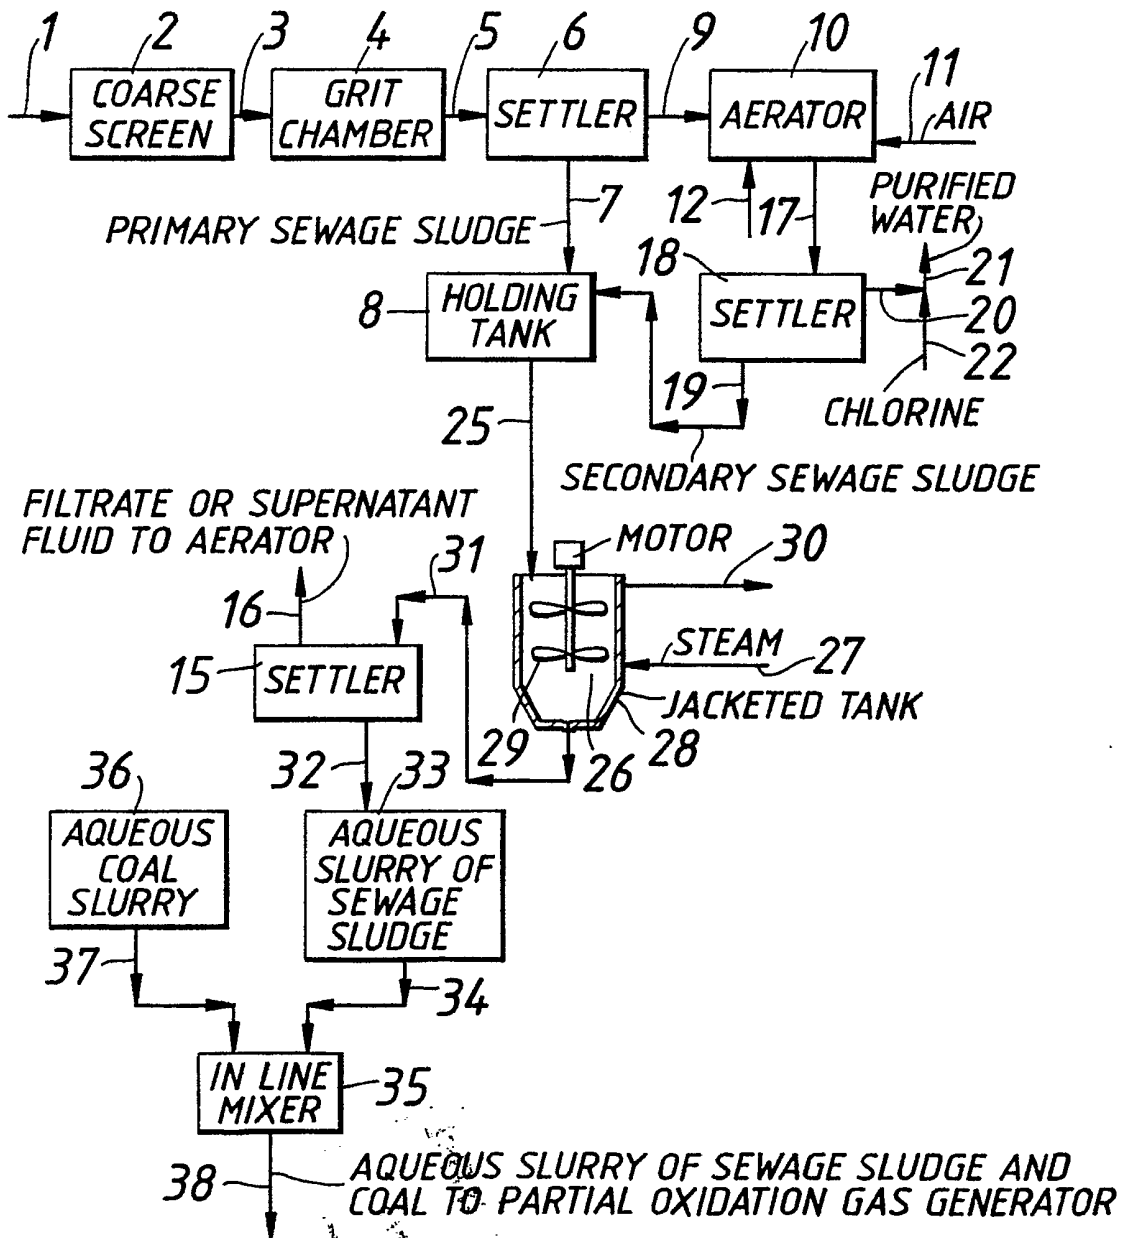 1
2
3
4
5
6
9
10
11
COARSE
SCREEN
GRIT
CHAMBER
SETTLER
AERATOR
AIR
7
12
17
PURIFIED
WATER
PRIMARY SEWAGE SLUDGE
18
21
8
HOLDING
TANK
SETTLER
20
19
22
25
CHLORINE
SECONDARY SEWAGE SLUDGE
FILTRATE OR SUPERNATANT
FLUID TO AERATOR
31
MOTOR
30
16
STEAM
27
15
SETTLER
JACKETED TANK
29
26
28
32
33
36
AQUEOUS
COAL
SLURRY
AQUEOUS
SLURRY OF
SEWAGE
SLUDGE
37
34
IN LINE
MIXER
35
38
AQUEOUS SLURRY OF SEWAGE SLUDGE AND
COAL TO PARTIAL OXIDATION GAS GENERATOR